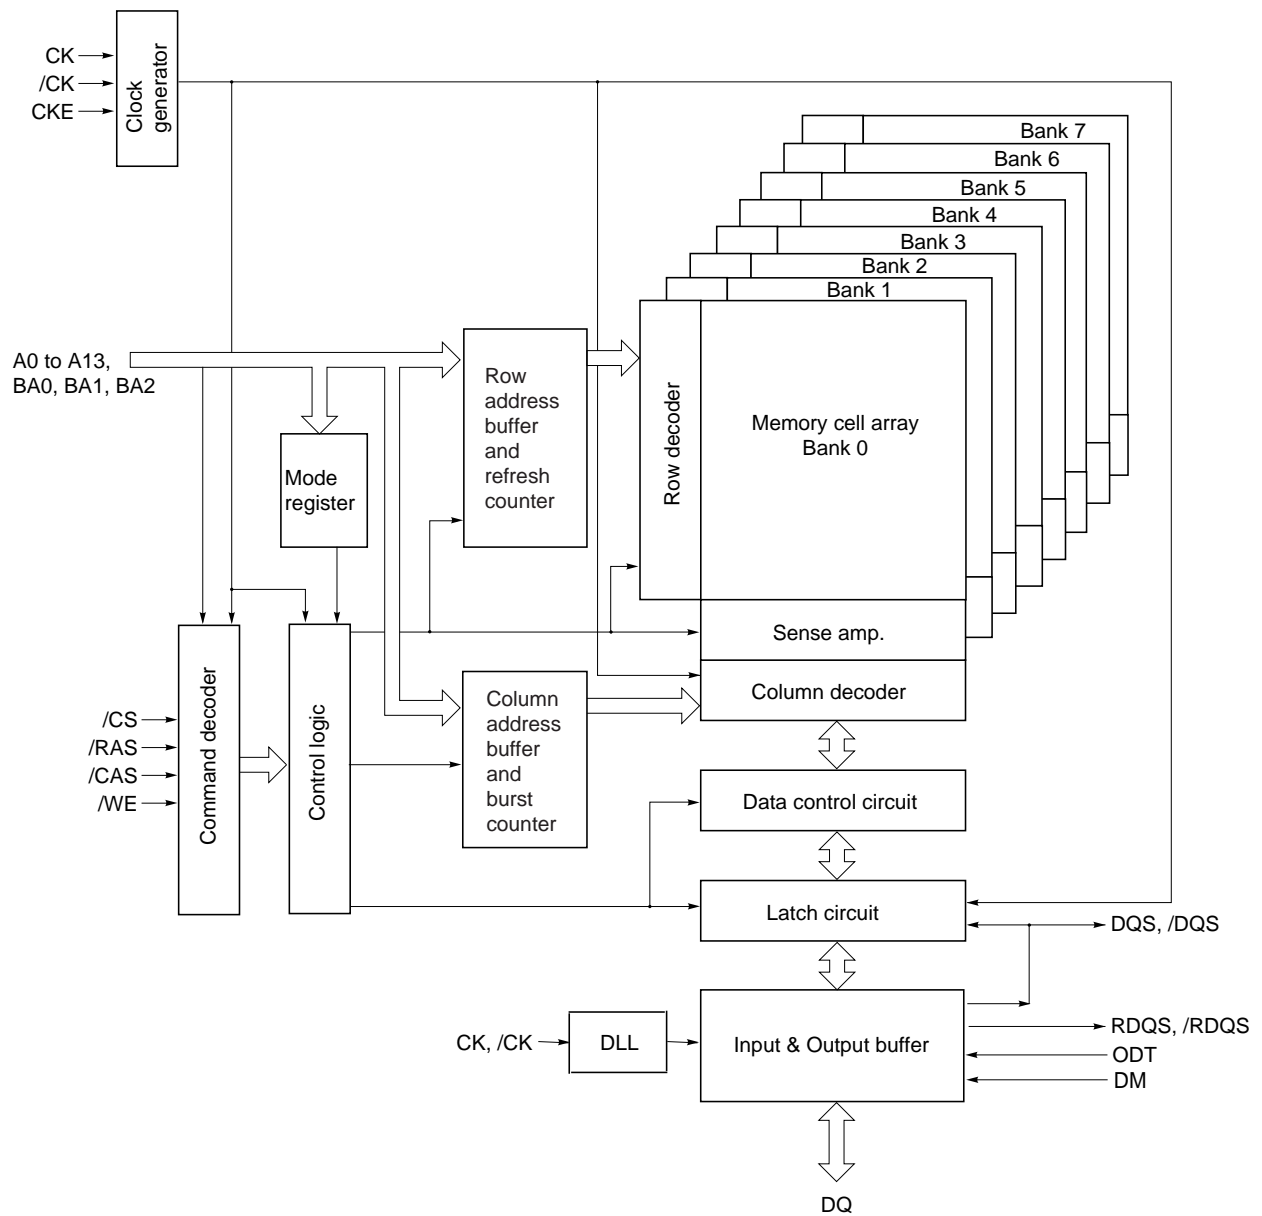 CK
/CK
CKE
Clock
generator
Bank 7
Bank 6
Bank 5
Bank 4
Bank 3
Bank 2
Bank 1
A0 to A13,
BA0, BA1, BA2
Mode
register
Row
address
buffer
and
refresh
counter
Row decoder
Memory cell array
Bank 0
Sense amp.
Column decoder
/CS
/RAS
/CAS
/WE
Command decoder
Control logic
Column
address
buffer
and
burst
counter
Data control circuit
Latch circuit
DQS, /DQS
CK, /CK
DLL
Input & Output buffer
RDQS, /RDQS
ODT
DM
DQ